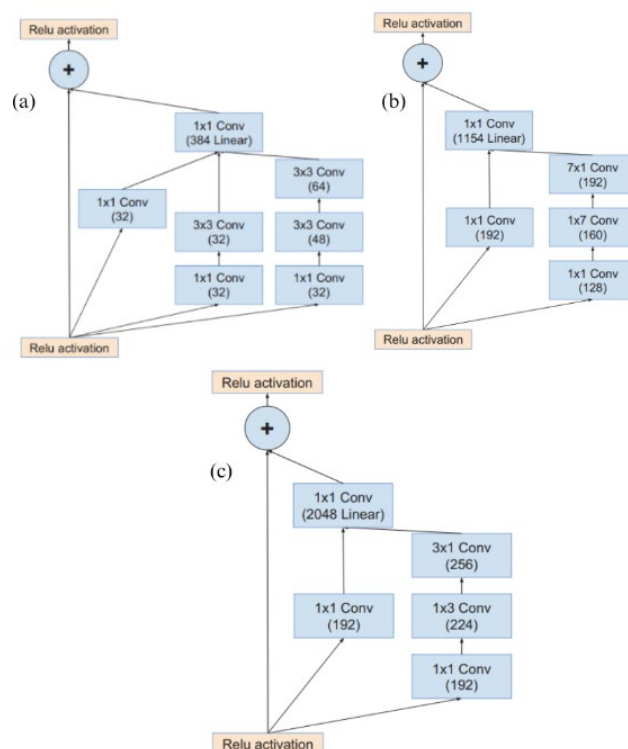 Relu activation
+
(a)
1x1 Conv
(384 Linear)
3x3 Conv
(64)
1x1 Conv
(32)
3x3 Conv
(32)
3x3 Conv
(48)
1x1 Conv
(32)
1x1 Conv
(32)
Relu activation
Relu activation
+
(b)
1x1 Conv
(1154 Linear)
7x1 Conv
(192)
1x1 Conv
(192)
1x7 Conv
(160)
1x1 Conv
(128)
Relu activation
Relu activation
+
(c)
1x1 Conv
(2048 Linear)
3x1 Conv
(256)
1x1 Conv
(192)
1x3 Conv
(224)
1x1 Conv
(192)
Relu activation